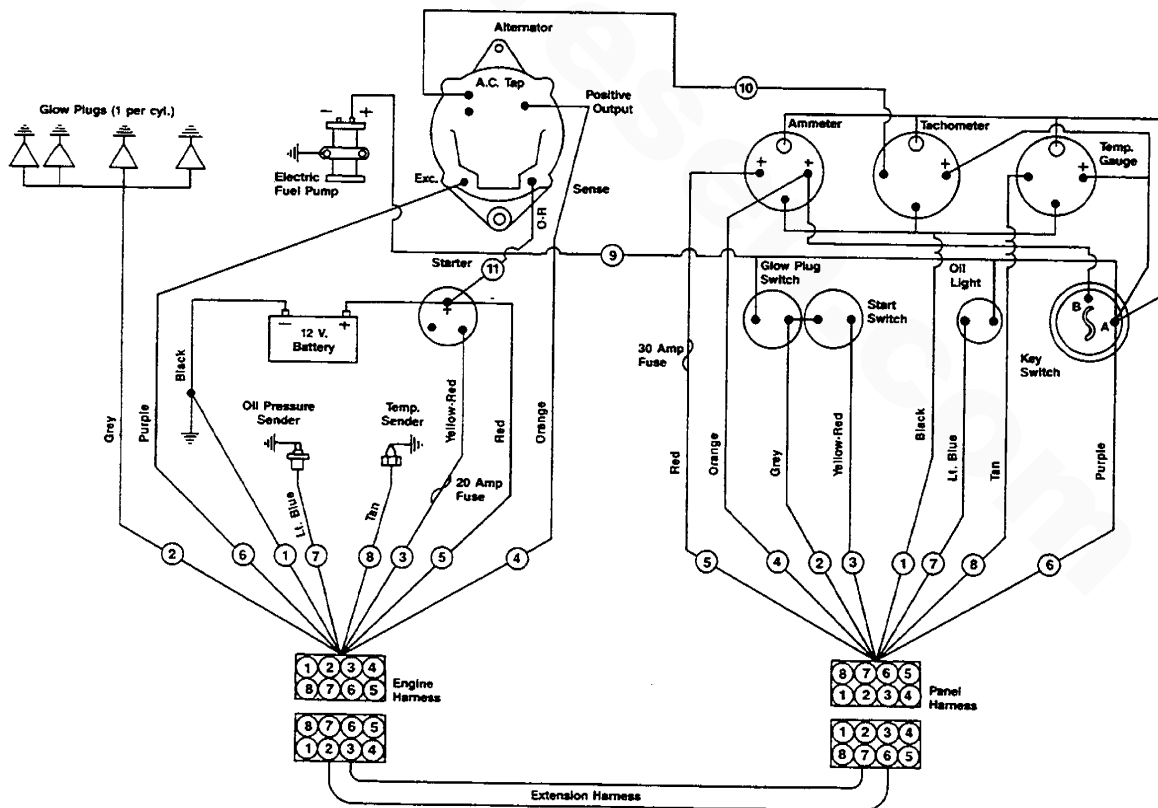 Alternator
Glow Plugs (1 per cyl.)
A.C. Tap
Positive
Output
10
- +
Electric
Fuel Pump
Exc.
Sense
O-R
Ammeter
Tachometer
Temp.
Gauge
+ + + +
9
Starter
11
+
Glow Plug
Switch
Start
Switch
Oil
Light
B
A
Key
Switch
- +
12 V.
Battery
30 Amp
Fuse
Black
Oil Pressure
Sender
Temp.
Sender
Grey
Purple
Lt. Blue
Tan
Yellow-Red
20 Amp
Fuse
Red
Orange
Red
Orange
Grey
Yellow-Red
Black
Lt. Blue
Tan
Purple
2 6 1 7 8 3 5 4
5 4 2 3 1 7 8 6
1 2 3 4
8 7 6 5
Engine
Harness
8 7 6 5
1 2 3 4
8 7 6 5
1 2 3 4
Panel
Harness
1 2 3 4
8 7 6 5
Extension Harness